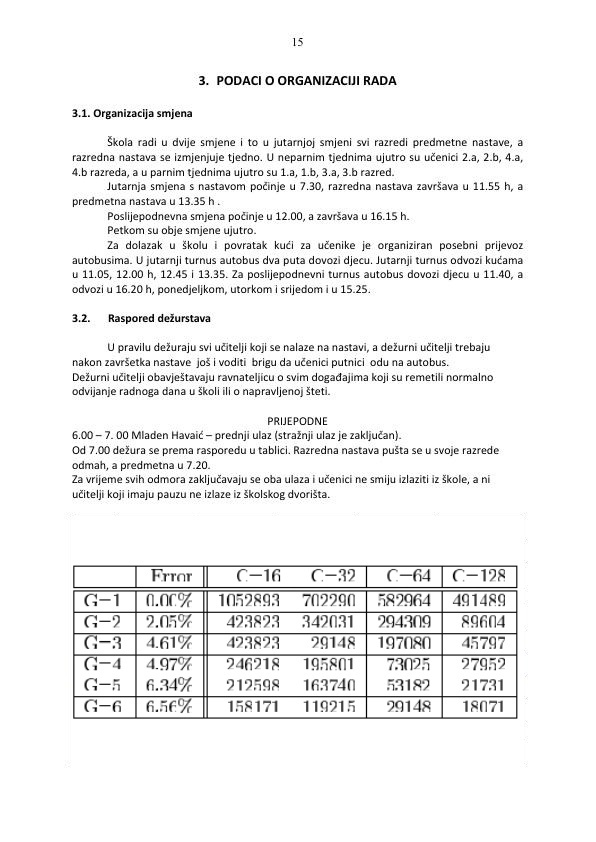 15
3. PODACI O ORGANIZACIJI RADA
3.1. Organizacija smjena
Škola radi u dvije smjene i to u jutarnjoj smjeni svi razredi predmetne nastave, a
razredna nastava se izmjenjuje tjedno. U neparnim tjednima ujutro su učenici 2.a, 2.b, 4.a,
4.b razreda, a u parnim tjednima ujutro su 1.a, 1.b, 3.a, 3.b razred.
Jutarnja smjena s nastavom počinje u 7.30, razredna nastava završava u 11.55 h, a
predmetna nastava u 13.35 h .
Poslijepodnevna smjena počinje u 12.00, a završava u 16.15 h.
Petkom su obje smjene ujutro.
Za dolazak u školu i povratak kući za učenike je organiziran posebni prijevoz
autobusima. U jutarnji turnus autobus dva puta dovozi djecu. Jutarnji turnus odvozi kućama
u 11.05, 12.00 h, 12.45 i 13.35. Za poslijepodnevni turnus autobus dovozi djecu u 11.40, a
odvozi u 16.20 h, ponedjeljkom, utorkom i srijedom i u 15.25.
3.2. Raspored dežurstava
U pravilu dežuraju svi učitelji koji se nalaze na nastavi, a dežurni učitelji trebaju
nakon završetka nastave još i voditi brigu da učenici putnici odu na autobus.
Dežurni učitelji obavještavaju ravnateljicu o svim događajima koji su remetili normalno
odvijanje radnoga dana u školi ili o napravljenoj šteti.
PRIJEPODNE
6.00 – 7. 00 Mladen Havaić – prednji ulaz (stražnji ulaz je zaključan).
Od 7.00 dežura se prema rasporedu u tablici. Razredna nastava pušta se u svoje razrede
odmah, a predmetna u 7.20.
Za vrijeme svih odmora zaključavaju se oba ulaza i učenici ne smiju izlaziti iz škole, a ni
učitelji koji imaju pauzu ne izlaze iz školskog dvorišta.
Error C-16 C-32 C-64 C-128
G-1 0.00% 1052893 702290 582964 491489
G-2 2.05% 423823 342031 294309 89604
G-3 4.61% 423823 29148 197080 45797
G-4 4.97% 246218 195801 73025 27952
G-5 6.34% 212598 163740 53182 21731
G-6 6.56% 158171 119215 29148 18071